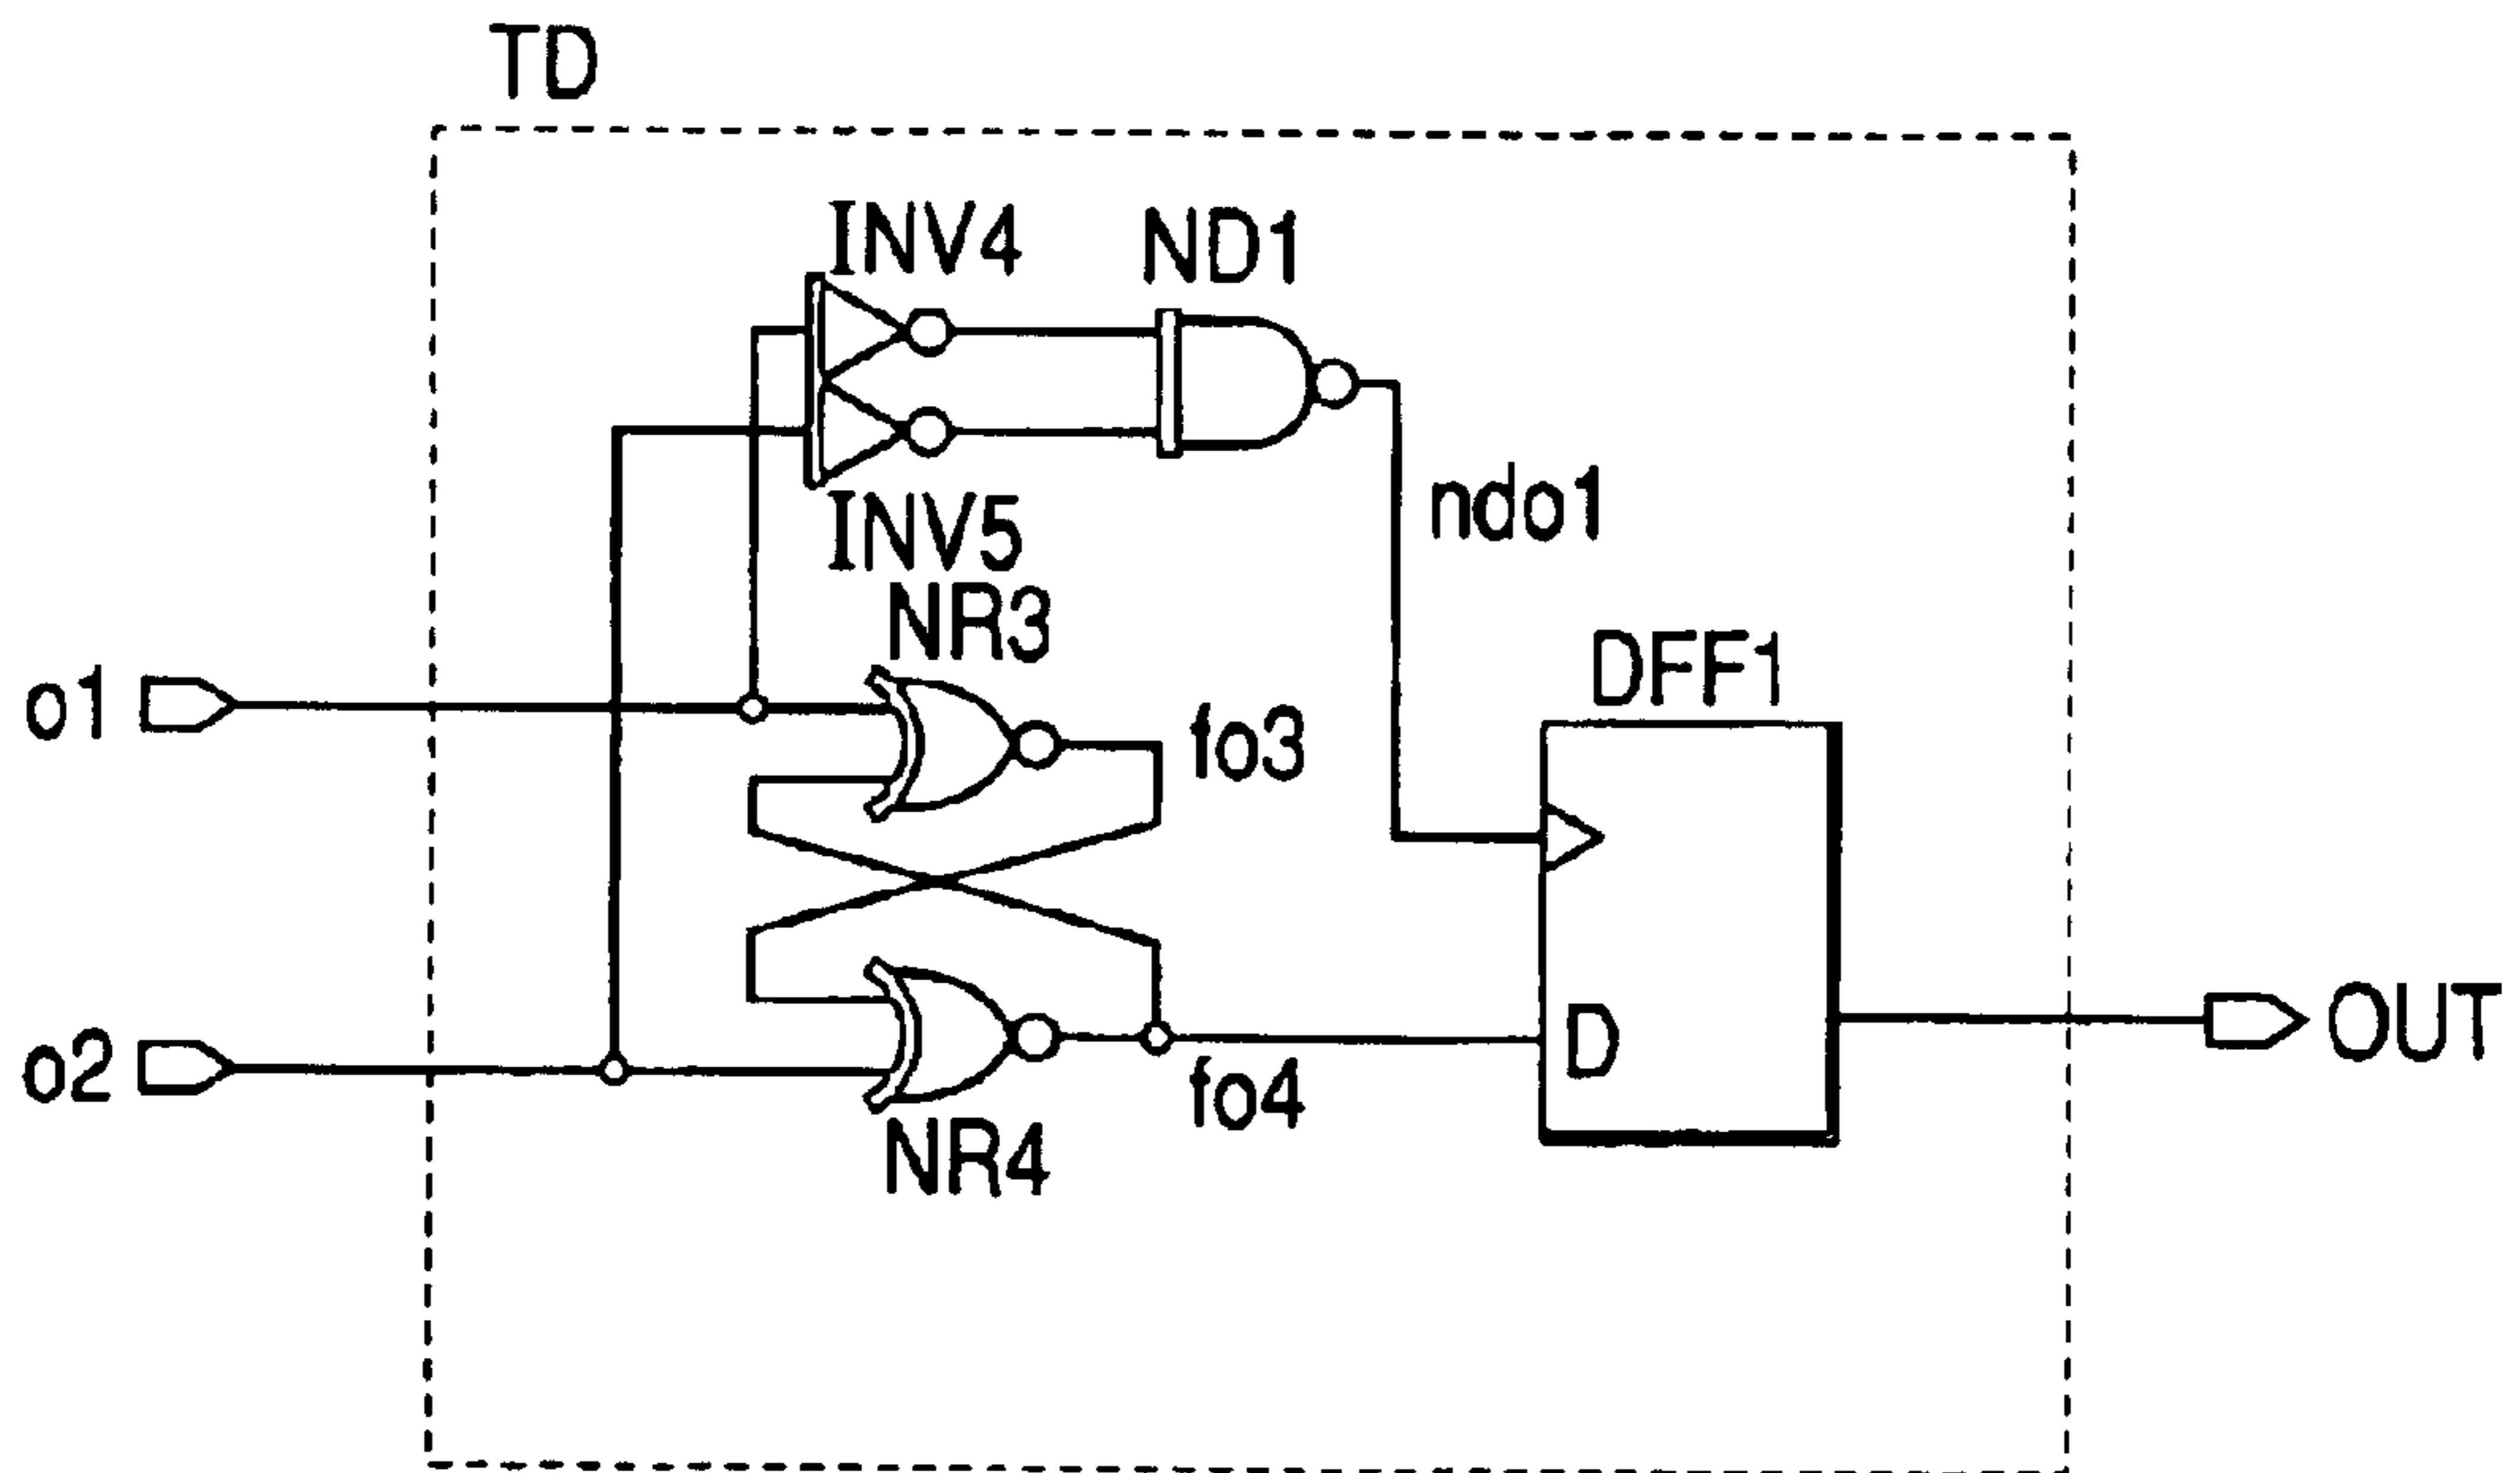 TD
INV4
ND1
ndo1
INV5
NR3
o1
fo3
DFF1
D
o2
fo4
OUT
NR4